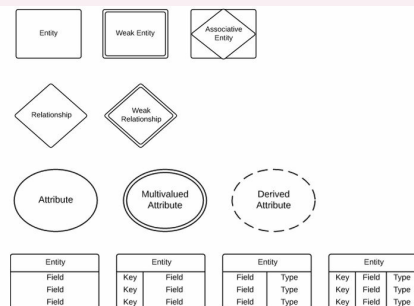 Entity
Weak Entity
Associative
Entity
Relationship
Weak
Relationship
Attribute
Multivalued
Attribute
Derived
Attribute
Entity
Field
Field
Field
Entity
Key Field
Key Field
Key Field
Entity
Field Type
Field Type
Field Type
Entity
Key Field Type
Key Field Type
Key Field Type